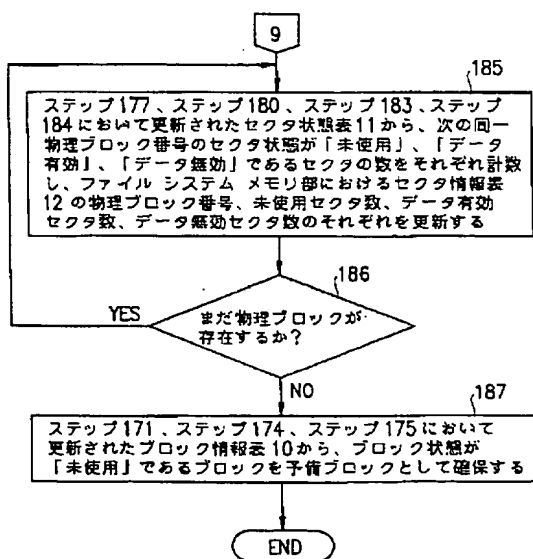 9
185
ステップ177、ステップ180、ステップ183、ステップ
184において更新されたセクタ状態表11から、次の同一
物理ブロック番号のセクタ状態が「未使用」、「データ
有効」、「データ無効」であるセクタの数をそれぞれ計数
し、ファイル システム メモリ部におけるセクタ情報表
12の物理ブロック番号、未使用セクタ数、データ有効
セクタ数、データ無効セクタ数のそれぞれを更新する
186
YES
まだ物理ブロックが
存在するか?
NO
187
ステップ171、ステップ174、ステップ175において
更新されたブロック情報表10から、ブロック状態が
「未使用」であるブロックを予備ブロックとして確保する
END